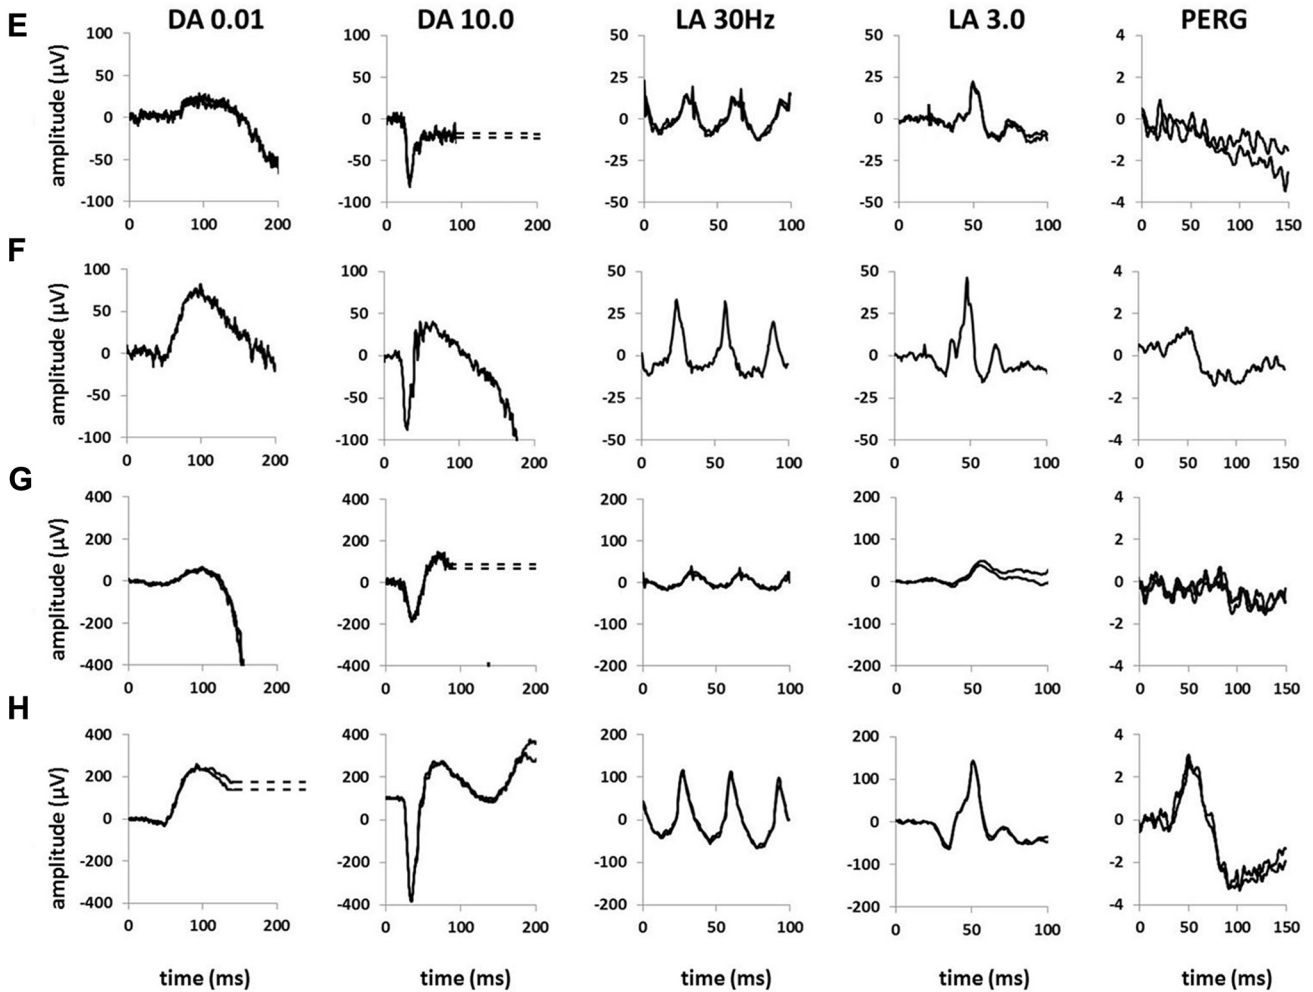 E DA 0.01 DA 10.0 LA 30Hz LA 3.0 PERG
amplitude (µV)
100 100 50 50 4
50 50 25 25 2
0 0 0 0 0
-50 -50 -25 -25 -2
-100 -100 -50 -50 -4
0 100 200 0 100 200 0 50 100 0 50 100 0 50 100 150
F
amplitude (µV)
100 100 50 50 4
50 50 25 25 2
0 0 0 0 0
-50 -50 -25 -25 -2
-100 -100 -50 -50 -4
0 100 200 0 100 200 0 50 100 0 50 100 0 50 100 150
G
amplitude (µV)
400 400 200 200 4
200 200 100 100 2
0 0 0 0 0
-200 -200 -100 -100 -2
-400 -400 -200 -200 -4
0 100 200 0 100 200 0 50 100 0 50 100 0 50 100 150
H
amplitude (µV)
400 400 200 200 4
200 200 100 100 2
0 0 0 0 0
-200 -200 -100 -100 -2
-400 -400 -200 -200 -4
0 100 200 0 100 200 0 50 100 0 50 100 0 50 100 150
time (ms) time (ms) time (ms) time (ms) time (ms)